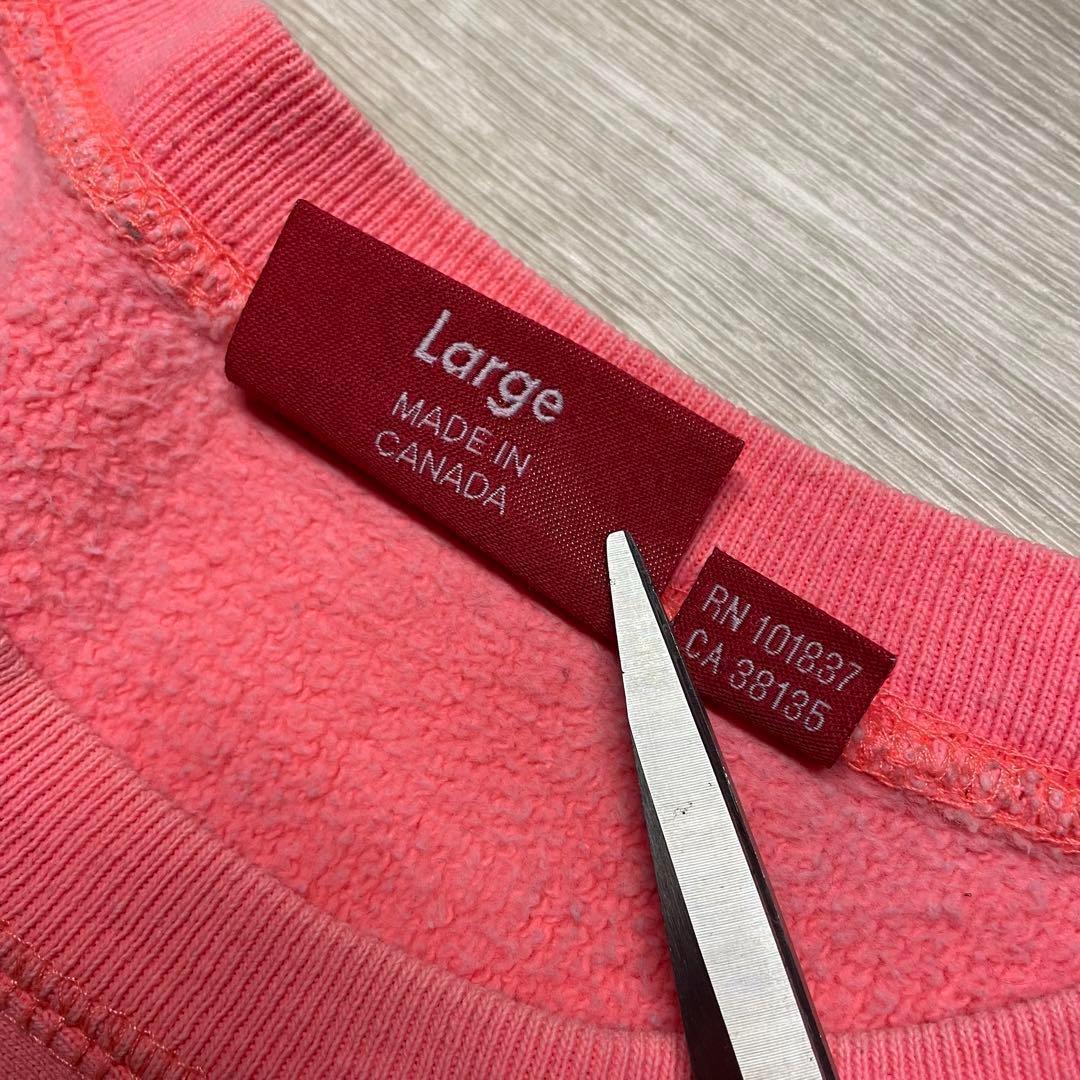 Large
MADE IN
CANADA
RN 101837
CA 38135